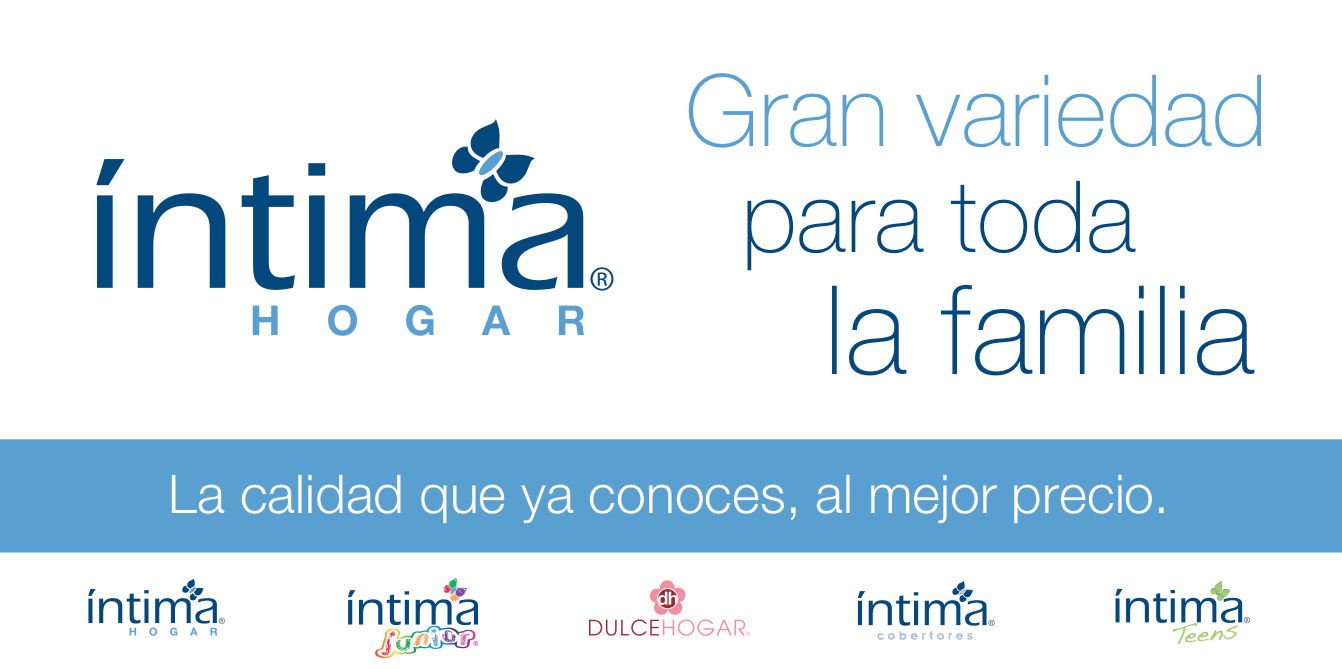 íntima®
HOGAR
Gran variedad
para toda
la familia
La calidad que ya conoces, al mejor precio.
íntima®
HOGAR
íntima
junior®
dh
DULCEHOGAR®
íntima®
cobertores
íntima®
Teens